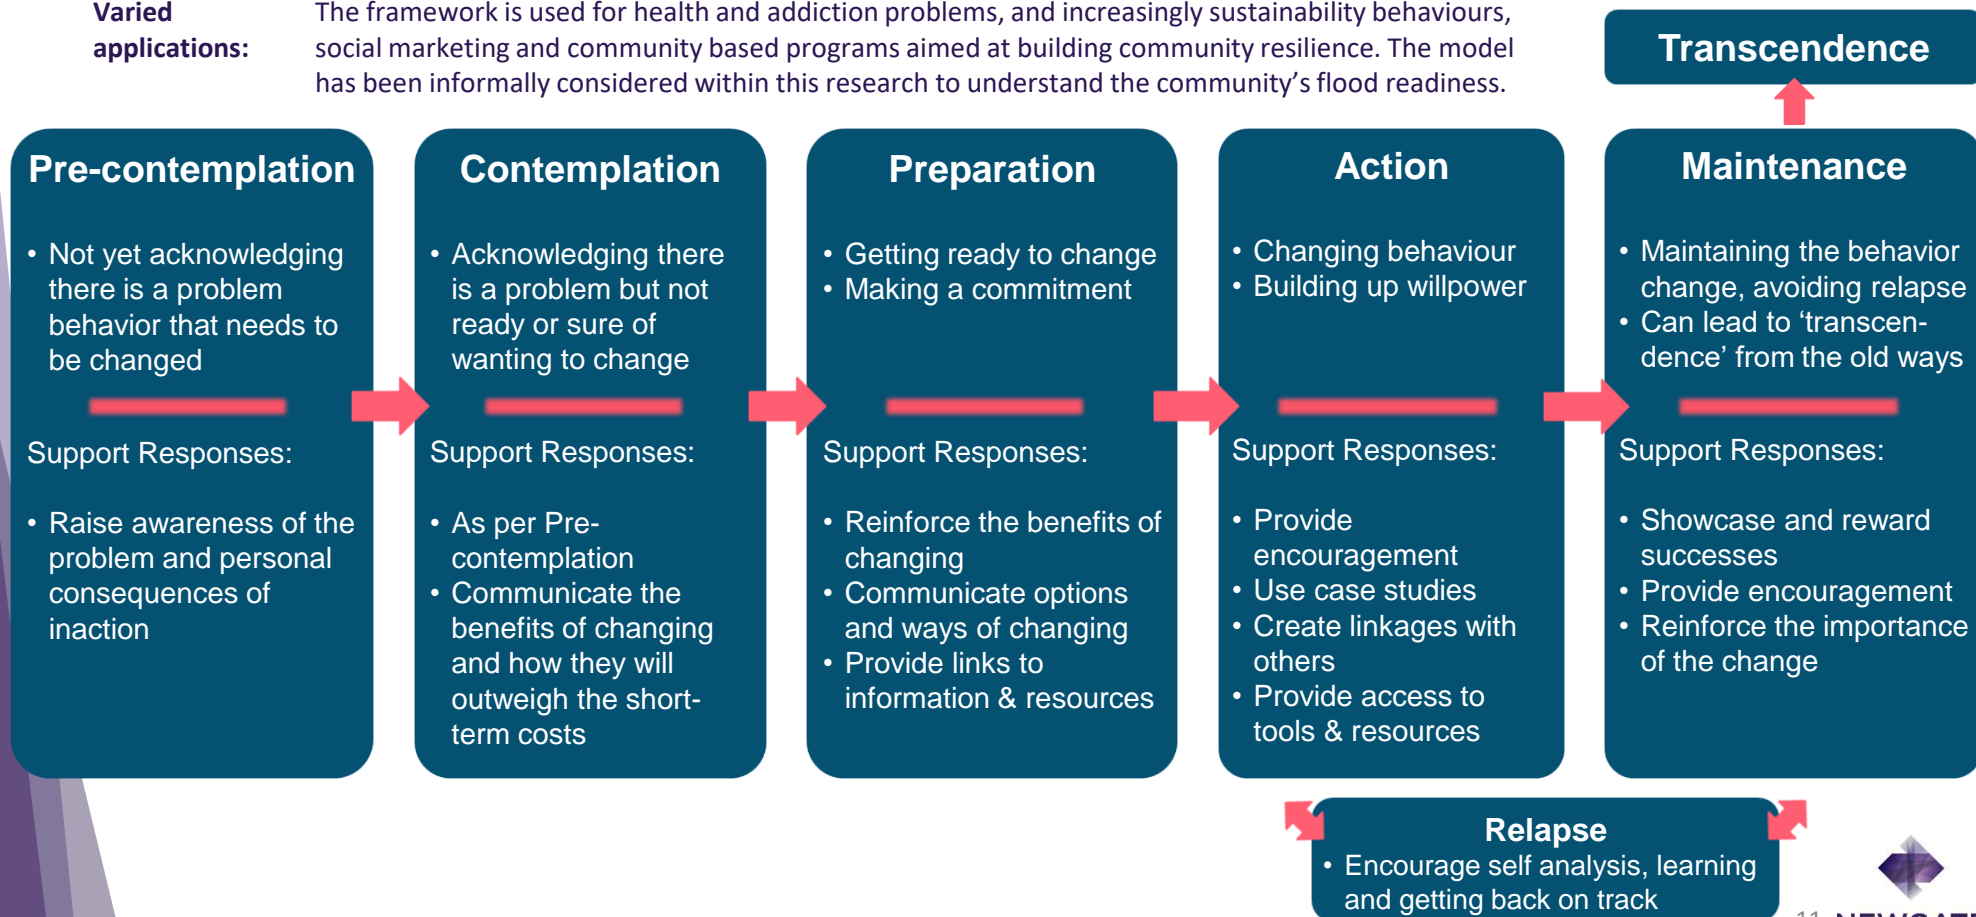 Varied
applications:
The framework is used for health and addiction problems, and increasingly sustainability behaviours,
social marketing and community based programs aimed at building community resilience. The model
has been informally considered within this research to understand the community's flood readiness.
Transcendence
Pre-contemplation
• Not yet acknowledging
there is a problem
behavior that needs to
be changed
Support Responses:
• Raise awareness of the
problem and personal
consequences of
inaction
Contemplation
• Acknowledging there
is a problem but not
ready or sure of
wanting to change
Support Responses:
• As per Pre-
contemplation
• Communicate the
benefits of changing
and how they will
outweigh the short-
term costs
Preparation
• Getting ready to change
• Making a commitment
Support Responses:
• Reinforce the benefits of
changing
• Communicate options
and ways of changing
• Provide links to
information & resources
Action
• Changing behaviour
• Building up willpower
Support Responses:
• Provide
encouragement
• Use case studies
• Create linkages with
others
• Provide access to
tools & resources
Maintenance
• Maintaining the behavior
change, avoiding relapse
• Can lead to ‘transcen-
dence’ from the old ways
Support Responses:
• Showcase and reward
successes
• Provide encouragement
• Reinforce the importance
of the change
Relapse
• Encourage self analysis, learning
and getting back on track